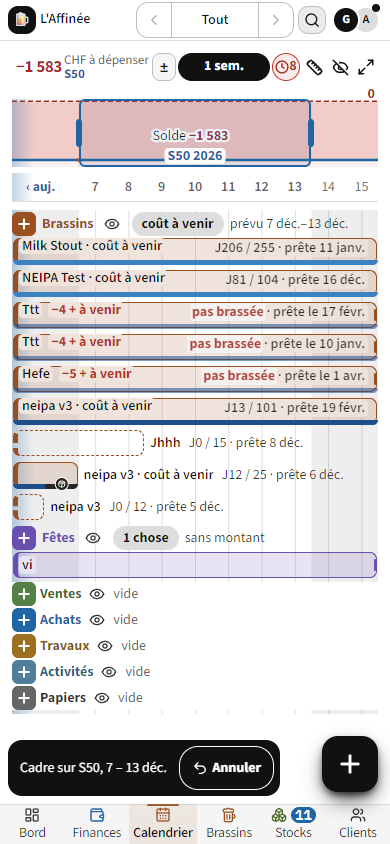 L'Affinée
Tout
G
A
−1 583 CHF à dépenser S50
±
1 sem.
8
0
Solde −1 583
S50 2026
‹ auj. 7 8 9 10 11 12 13 14 15
Brassins coût à venir prévu 7 déc.–13 déc.
Milk Stout · coût à venir J206 / 255 · prête 11 janv.
NEIPA Test · coût à venir J81 / 104 · prête 16 déc.
Ttt −4 + à venir pas brassée · prête le 17 févr.
Ttt −4 + à venir pas brassée · prête le 10 janv.
Hefe −5 + à venir pas brassée · prête le 1 avr.
neipa v3 · coût à venir J13 / 101 · prête 19 févr.
Jhhh J0 / 15 · prête 8 déc.
neipa v3 · coût à venir J12 / 25 · prête 6 déc.
neipa v3 J0 / 12 · prête 5 déc.
Fêtes 1 chose sans montant
vi
Ventes vide
Achats vide
Travaux vide
Activités vide
Papiers vide
Cadre sur S50, 7 – 13 déc. Annuler
Bord Finances Calendrier Brassins Stocks 11 Clients